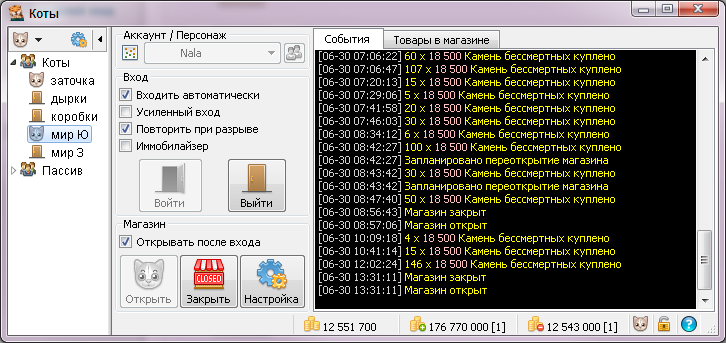 Коты
Коты
заточка
дырки
коробки
мир Ю
мир З
Пассив
Аккаунт / Персонаж
Nala
Вход
Входить автоматически
Усиленный вход
Повторить при разрыве
Иммобилайзер
Войти
Выйти
Магазин
Открывать после входа
Открыть
CLOSED
Закрыть
Настройка
События
Товары в магазине
[06-30 07:06:22] 60 x 18 500 Камень бессмертных куплено
[06-30 07:06:47] 107 x 18 500 Камень бессмертных куплено
[06-30 07:20:13] 15 x 18 500 Камень бессмертных куплено
[06-30 07:29:06] 5 x 18 500 Камень бессмертных куплено
[06-30 07:41:58] 20 x 18 500 Камень бессмертных куплено
[06-30 07:46:03] 30 x 18 500 Камень бессмертных куплено
[06-30 08:34:12] 6 x 18 500 Камень бессмертных куплено
[06-30 08:42:27] 100 x 18 500 Камень бессмертных куплено
[06-30 08:42:27] Запланировано переоткрытие магазина
[06-30 08:43:42] 30 x 18 500 Камень бессмертных куплено
[06-30 08:43:42] Запланировано переоткрытие магазина
[06-30 08:47:40] 50 x 18 500 Камень бессмертных куплено
[06-30 08:56:43] Магазин закрыт
[06-30 08:57:06] Магазин открыт
[06-30 10:09:18] 4 x 18 500 Камень бессмертных куплено
[06-30 10:41:14] 15 x 18 500 Камень бессмертных куплено
[06-30 12:02:24] 146 x 18 500 Камень бессмертных куплено
[06-30 13:31:11] Магазин закрыт
[06-30 13:31:11] Магазин открыт
12 551 700
176 770 000 [1]
12 543 000 [1]